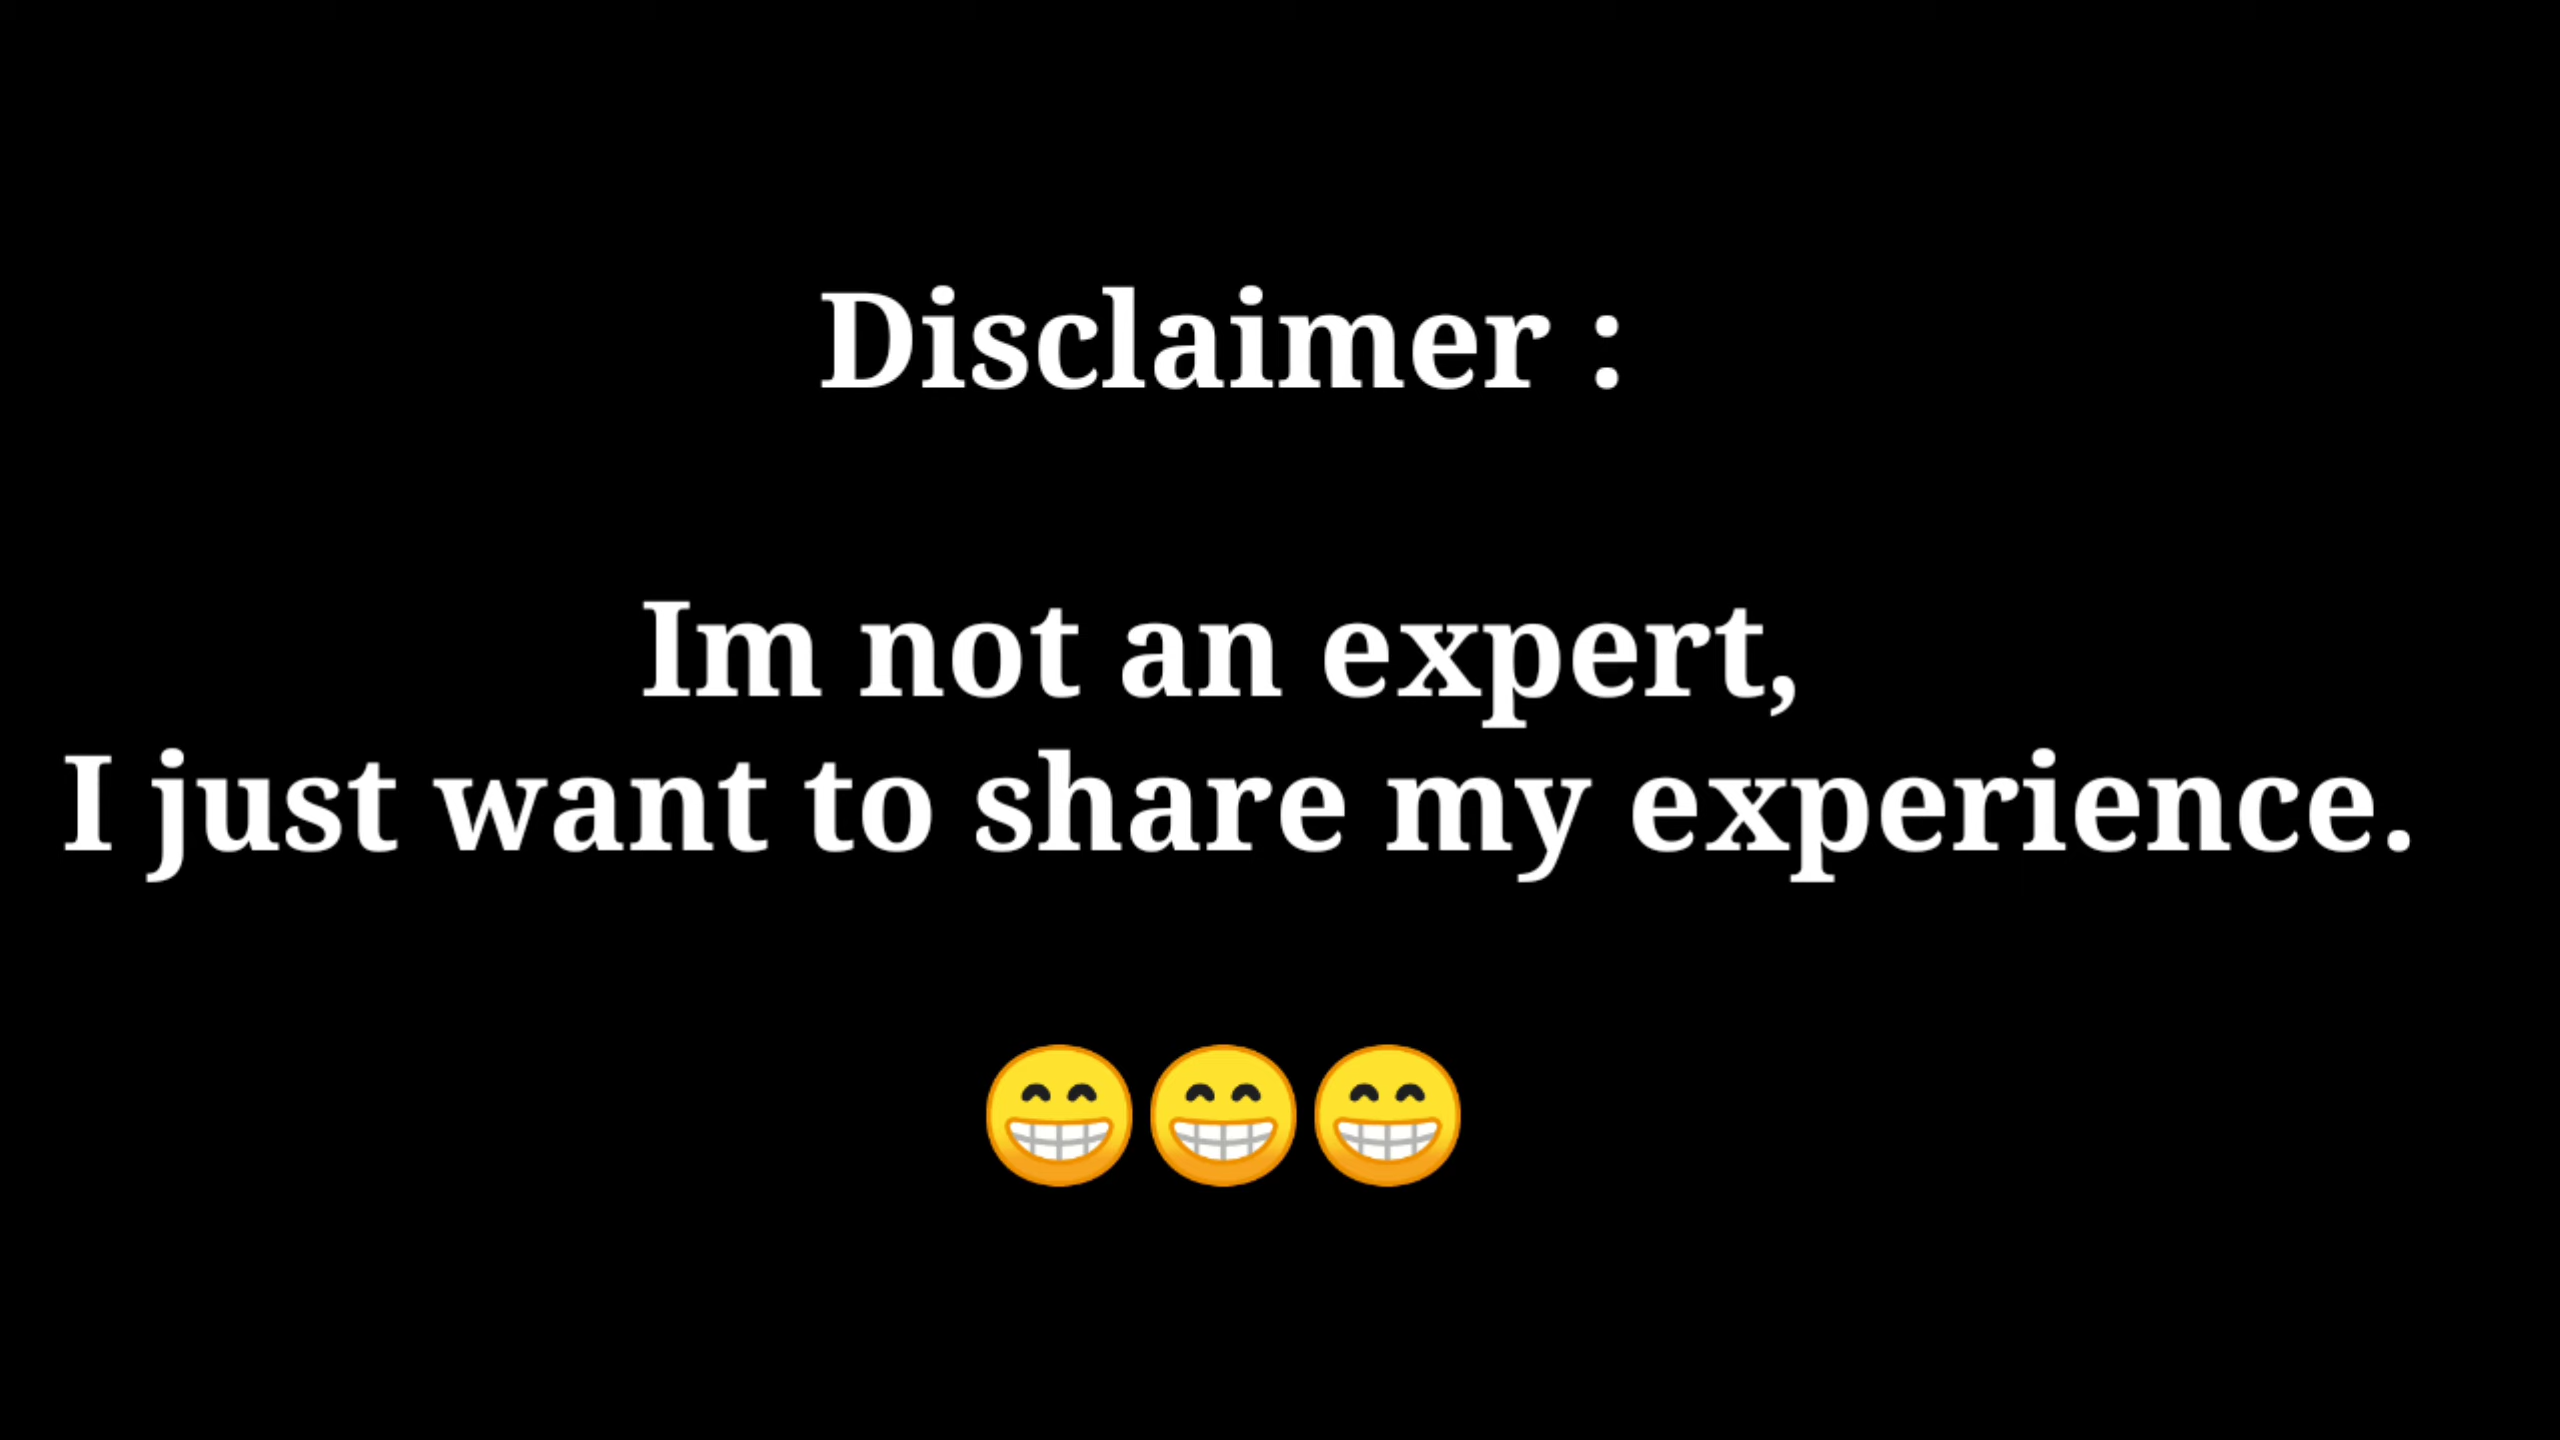 Disclaimer :
Im not an expert,
I just want to share my experience.
😁😁😁